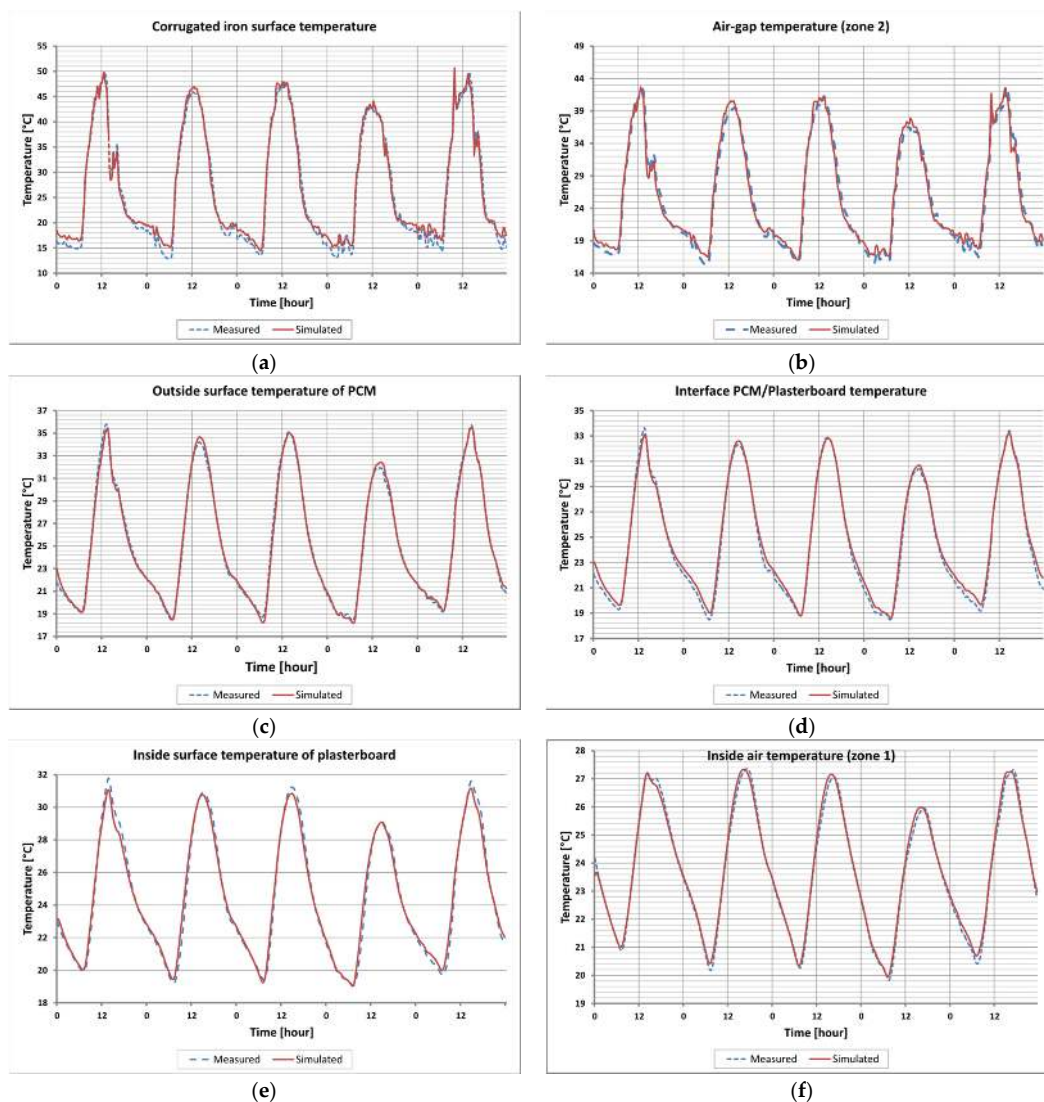 Corrugated iron surface temperature
55
50
45
40
35
30
25
20
15
10
Temperature [°C]
0 12 0 12 0 12 0 12 0 12
Time [hour]
Measured Simulated
(a)
Air-gap temperature (zone 2)
49
44
39
34
29
24
19
14
Temperature [°C]
0 12 0 12 0 12 0 12 0 12
Time [hour]
Measured Simulated
(b)
Outside surface temperature of PCM
37
35
33
31
29
27
25
23
21
19
17
Temperature [°C]
0 12 0 12 0 12 0 12 0 12
Time [hour]
Measured Simulated
(c)
Interface PCM/Plasterboard temperature
35
33
31
29
27
25
23
21
19
17
Temperature [°C]
0 12 0 12 0 12 0 12 0 12
Time [hour]
Measured Simulated
(d)
Inside surface temperature of plasterboard
32
30
28
26
24
22
20
18
Temperature [°C]
0 12 0 12 0 12 0 12 0 12
Time [hour]
Measured Simulated
(e)
Inside air temperature (zone 1)
28
27
26
25
24
23
22
21
20
19
Temperature [°C]
0 12 0 12 0 12 0 12 0 12
Time [hour]
Measured Simulated
(f)